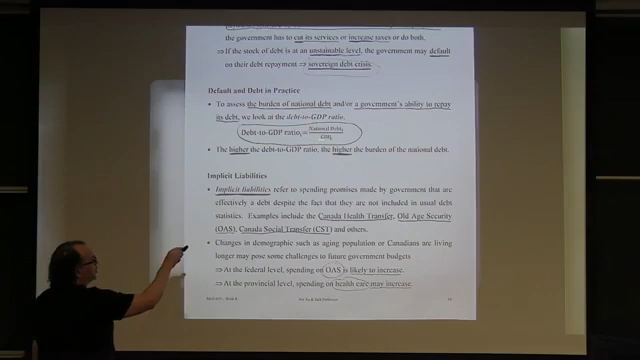 the government has to cut its services or increase taxes or do both.
• If the stock of debt is at an unstainable level, the government may default
on their debt repayment ⇒ sovereign debt crisis.
Default and Debt in Practice
• To assess the burden of national debt and/or a government's ability to repay
its debt, we look at the debt-to-GDP ratio.
Debt-to-GDP ratio = National Debt
GDP
• The higher the debt-to-GDP ratio, the higher the burden of the national debt.
Implicit Liabilities
• Implicit liabilities refer to spending promises made by government that are
effectively a debt despite the fact that they are not included in usual debt
statistics. Examples include the Canada Health Transfer, Old Age Security
(OAS), Canada Social Transfer (CST) and others.
• Changes in demographic such as aging population or Canadians are living
longer may pose some challenges to future government budgets
⇒ At the federal level, spending on OAS is likely to increase.
⇒ At the provincial level, spending on health care may increase.